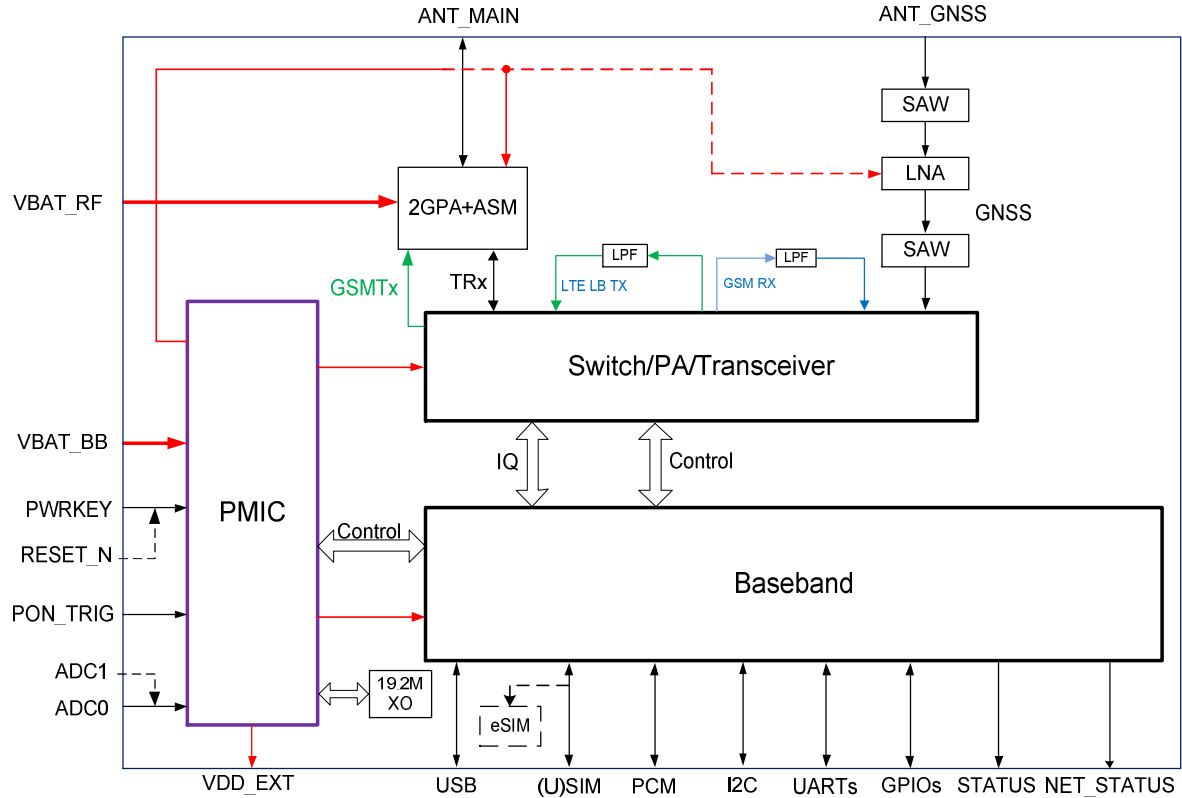 ANT_MAIN
ANT_GNSS
SAW
LNA
GNSS
SAW
VBAT_RF
2GPA+ASM
GSMTx
TRx
LPF
LTE LB TX
LPF
GSM RX
Switch/PA/Transceiver
VBAT_BB
IQ
Control
PWRKEY
PMIC
RESET_N
Control
Baseband
PON_TRIG
ADC1
ADC0
19.2M
XO
eSIM
VDD_EXT
USB
(U)SIM
PCM
I2C
UARTs
GPIOs
STATUS
NET_STATUS